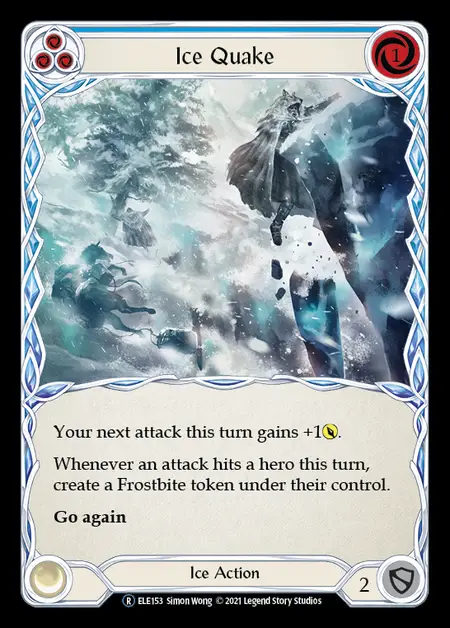 Ice Quake
1
Your next attack this turn gains +1.
Whenever an attack hits a hero this turn,
create a Frostbite token under their control.
Go again
Ice Action
2
R ELE153 Simon Wong © 2021 Legend Story Studios